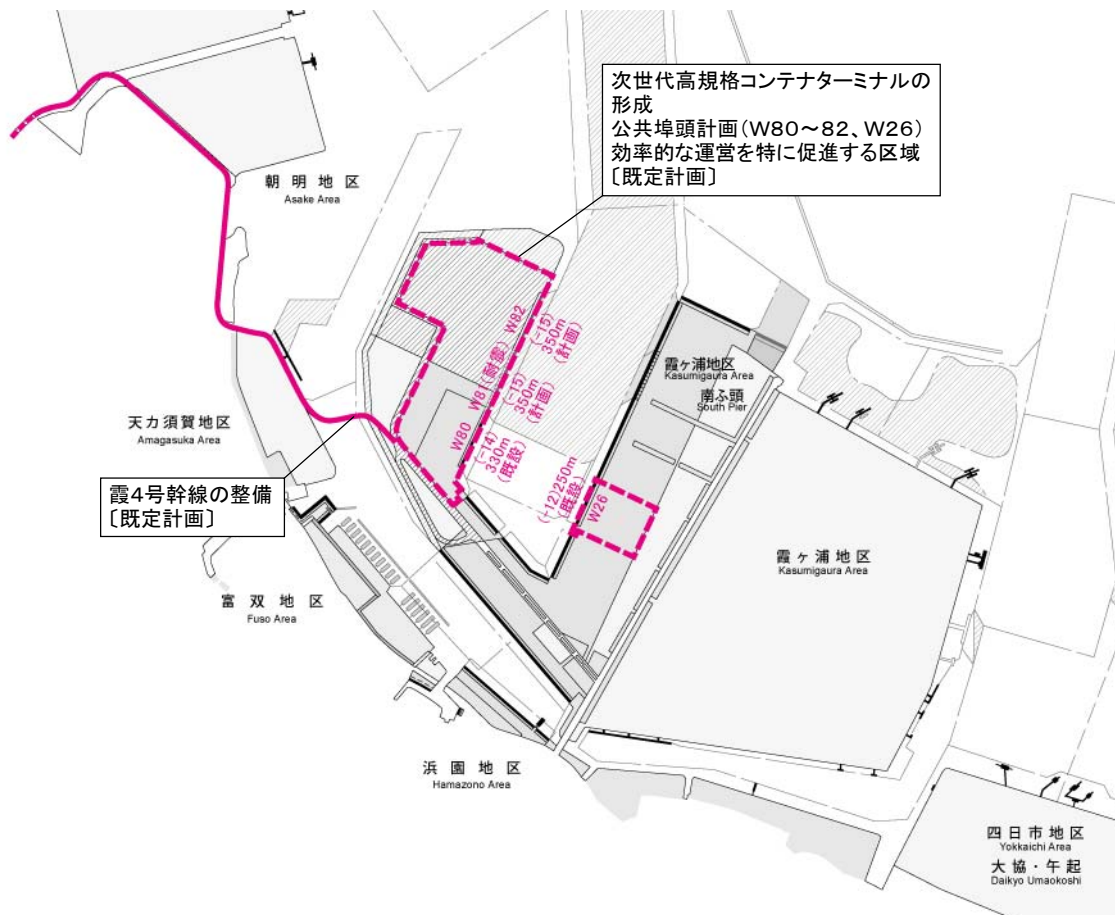 次世代高規格コンテナターミナルの
形成
公共埠頭計画(W80～82、W26)
効率的な運営を特に促進する区域
〔既定計画〕
朝明地区
Asake Area
W82
(-15)
350m
(計画)
W81(耐震)
(-15)
350m
(計画)
W80
(-14)
330m
(既設)
霞ヶ浦地区
Kasumigaura Area
南ふ頭
South Pier
天カ須賀地区
Amagasuka Area
霞4号幹線の整備
〔既定計画〕
(-12)250m
(既設)
W26
霞ヶ浦地区
Kasumigaura Area
富双地区
Fuso Area
浜園地区
Hamazono Area
四日市地区
Yokkaichi Area
大協・午起
Daikyo Umaokoshi